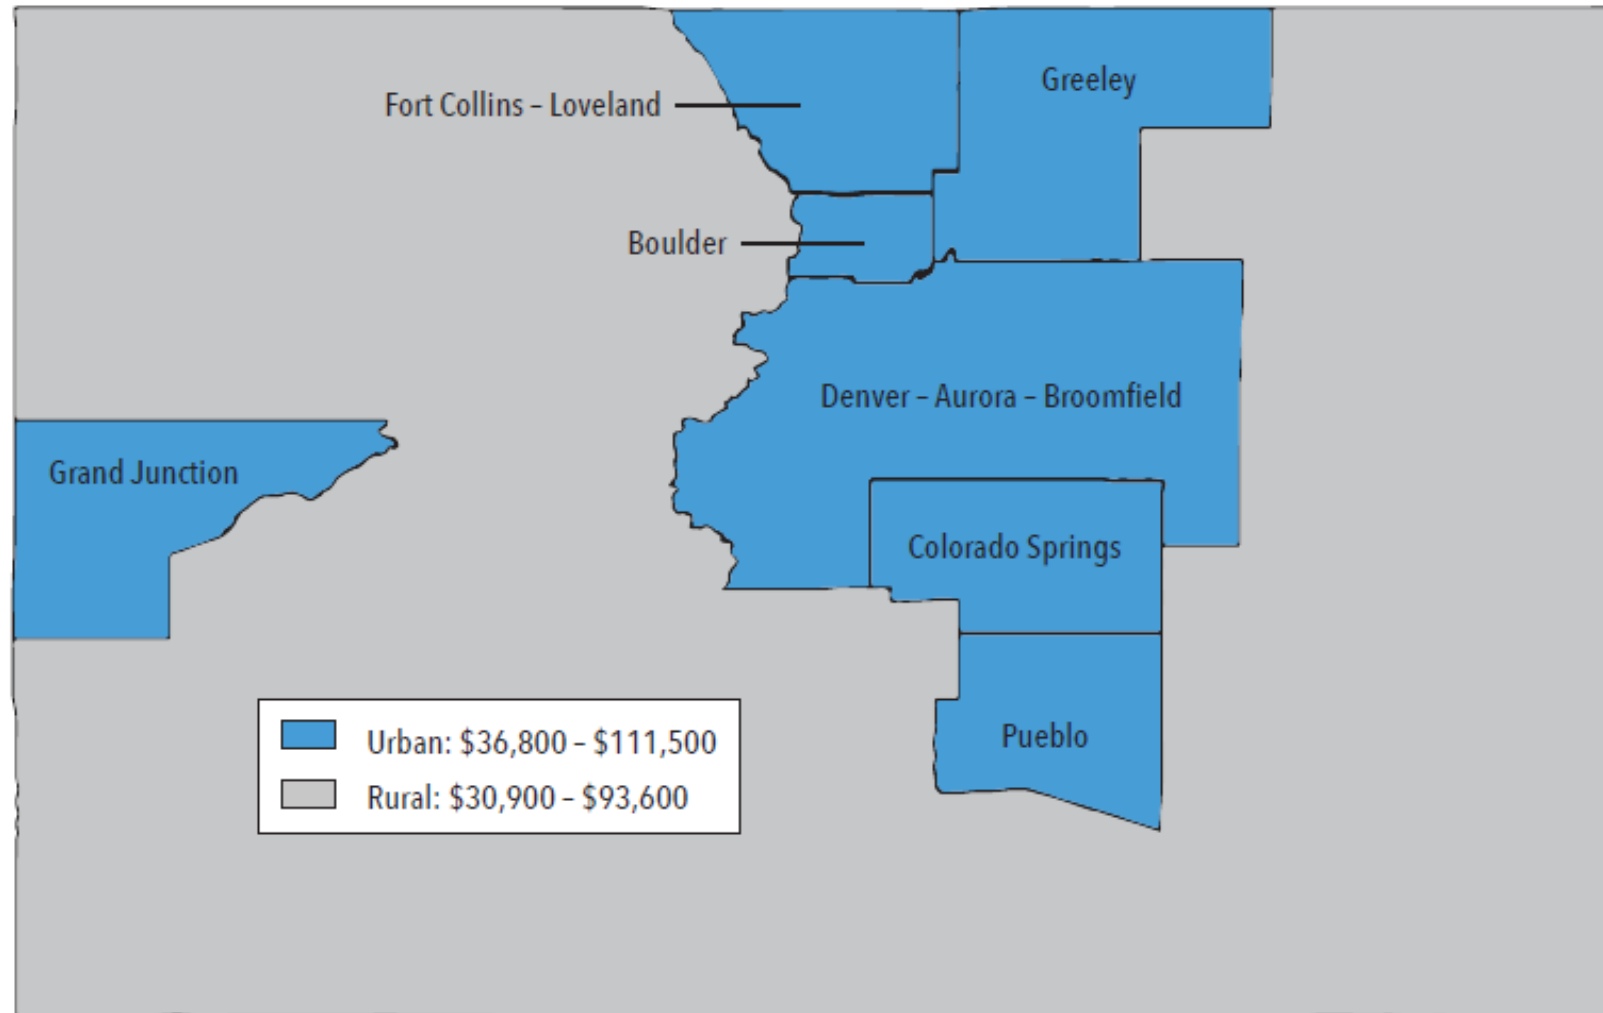 Greeley
Fort Collins – Loveland
Boulder
Denver – Aurora – Broomfield
Grand Junction
Colorado Springs
Pueblo
Urban: $36,800 – $111,500
Rural: $30,900 – $93,600